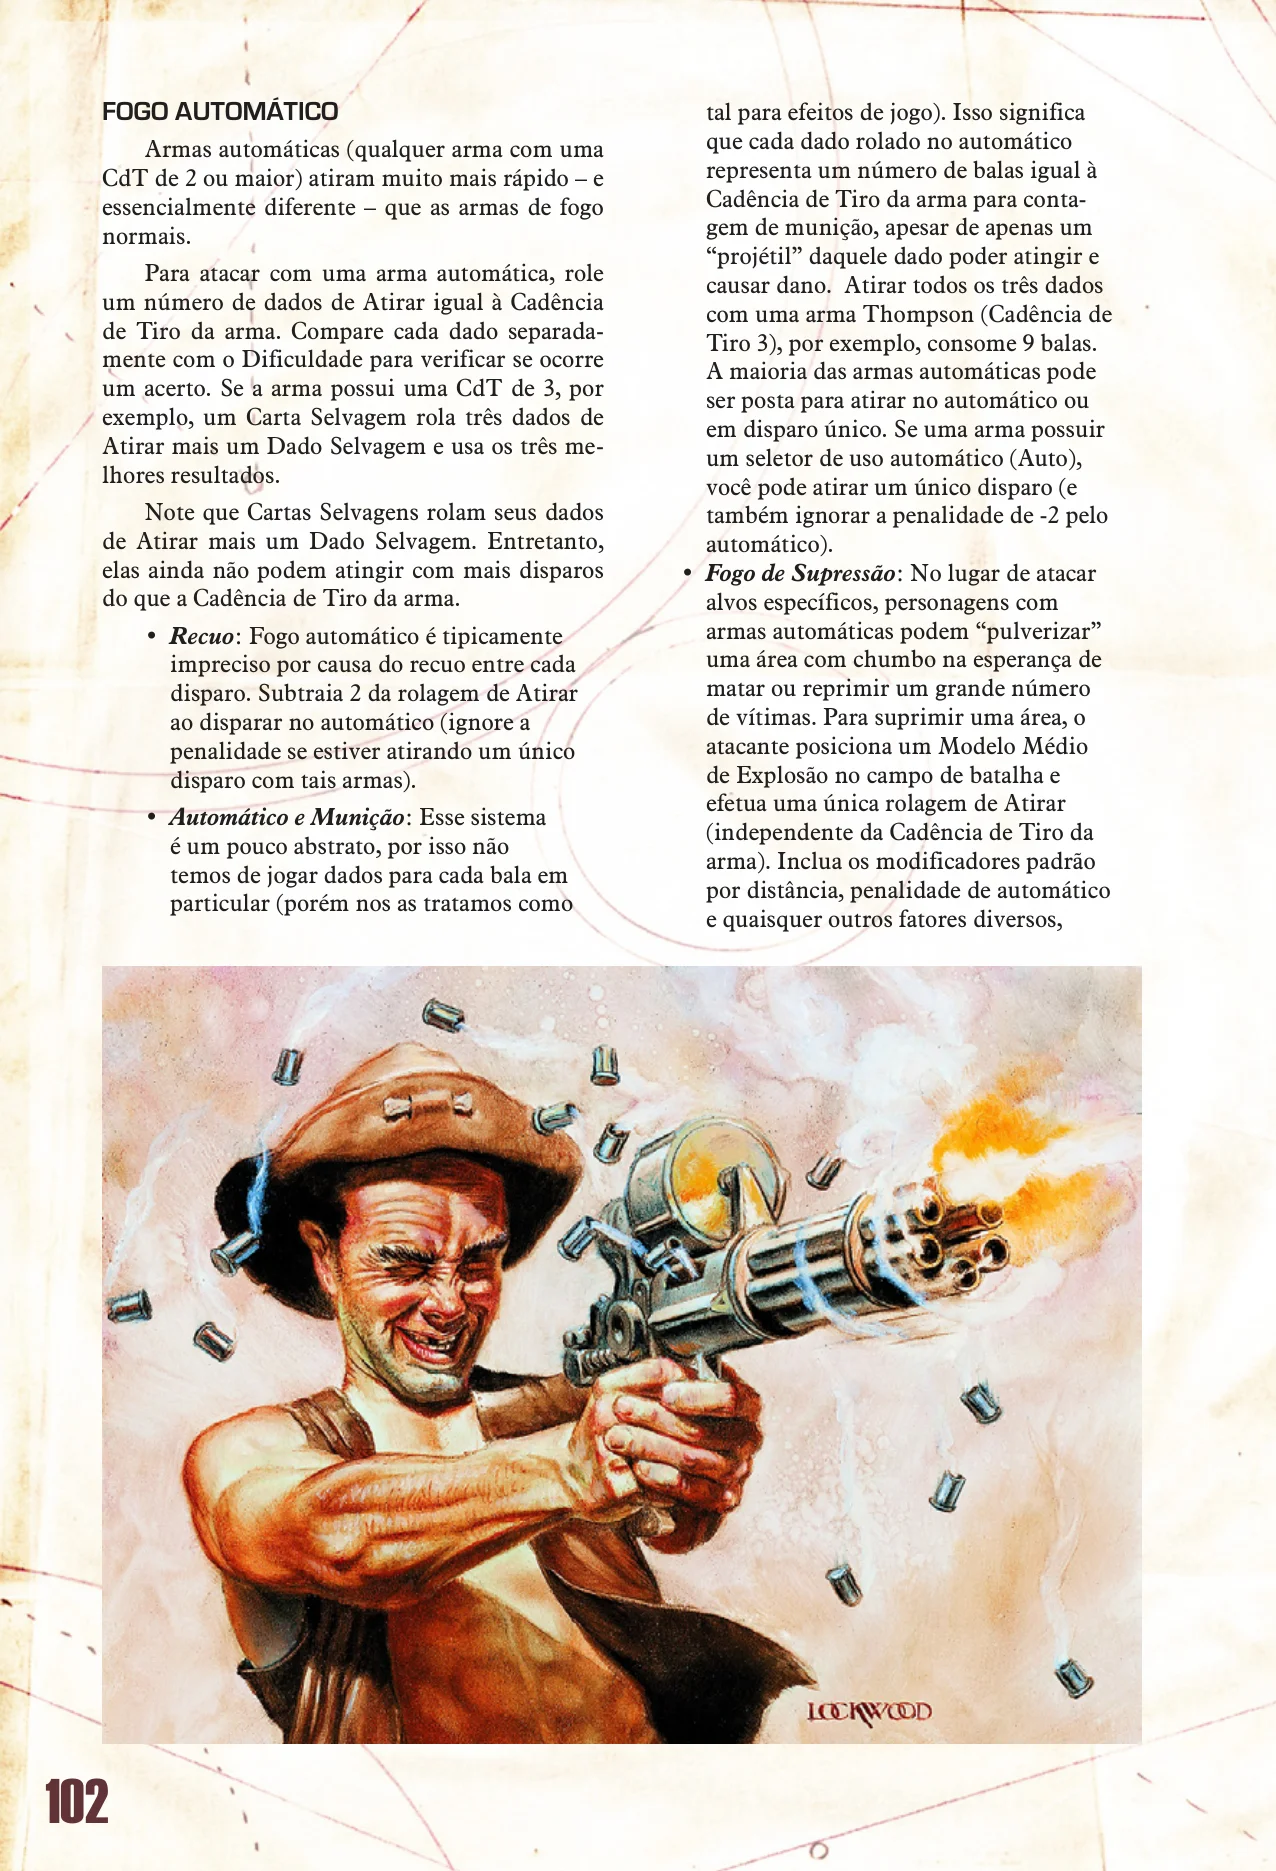 FOGO AUTOMÁTICO
Armas automáticas (qualquer arma com uma
CdT de 2 ou maior) atiram muito mais rápido – e
essencialmente diferente – que as armas de fogo
normais.
Para atacar com uma arma automática, role
um número de dados de Atirar igual à Cadência
de Tiro da arma. Compare cada dado separada-
mente com o Dificuldade para verificar se ocorre
um acerto. Se a arma possui uma CdT de 3, por
exemplo, um Carta Selvagem rola três dados de
Atirar mais um Dado Selvagem e usa os três me-
lhores resultados.
Note que Cartas Selvagens rolam seus dados
de Atirar mais um Dado Selvagem. Entretanto,
elas ainda não podem atingir com mais disparos
do que a Cadência de Tiro da arma.
• Recuo: Fogo automático é tipicamente
impreciso por causa do recuo entre cada
disparo. Subtraia 2 da rolagem de Atirar
ao disparar no automático (ignore a
penalidade se estiver atirando um único
disparo com tais armas).
• Automático e Munição: Esse sistema
é um pouco abstrato, por isso não
temos de jogar dados para cada bala em
particular (porém nos as tratamos como
tal para efeitos de jogo). Isso significa
que cada dado rolado no automático
representa um número de balas igual à
Cadência de Tiro da arma para conta-
gem de munição, apesar de apenas um
“projétil” daquele dado poder atingir e
causar dano. Atirar todos os três dados
com uma arma Thompson (Cadência de
Tiro 3), por exemplo, consome 9 balas.
A maioria das armas automáticas pode
ser posta para atirar no automático ou
em disparo único. Se uma arma possuir
um seletor de uso automático (Auto),
você pode atirar um único disparo (e
também ignorar a penalidade de -2 pelo
automático).
• Fogo de Supressão: No lugar de atacar
alvos específicos, personagens com
armas automáticas podem “pulverizar”
uma área com chumbo na esperança de
matar ou reprimir um grande número
de vítimas. Para suprimir uma área, o
atacante posiciona um Modelo Médio
de Explosão no campo de batalha e
efetua uma única rolagem de Atirar
(independente da Cadência de Tiro da
arma). Inclua os modificadores padrão
por distância, penalidade de automático
e quaisquer outros fatores diversos,
LOCKWOOD
102